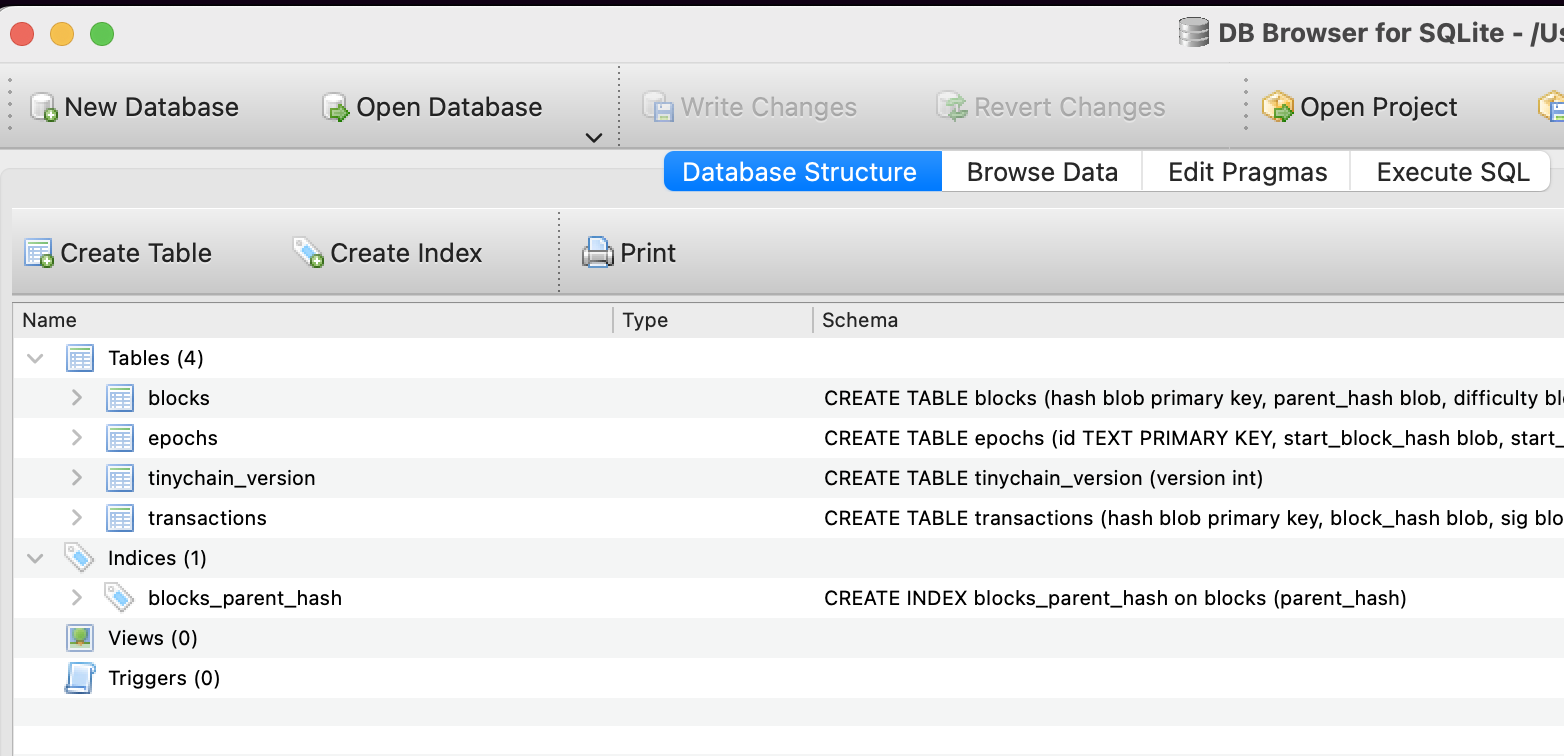 DB Browser for SQLite - /Us
New Database Open Database Write Changes Revert Changes Open Project
Database Structure Browse Data Edit Pragmas Execute SQL
Create Table Create Index Print
Name Type Schema
Tables (4)
blocks CREATE TABLE blocks (hash blob primary key, parent_hash blob, difficulty blo
epochs CREATE TABLE epochs (id TEXT PRIMARY KEY, start_block_hash blob, start_
tinychain_version CREATE TABLE tinychain_version (version int)
transactions CREATE TABLE transactions (hash blob primary key, block_hash blob, sig blo
Indices (1)
blocks_parent_hash CREATE INDEX blocks_parent_hash on blocks (parent_hash)
Views (0)
Triggers (0)